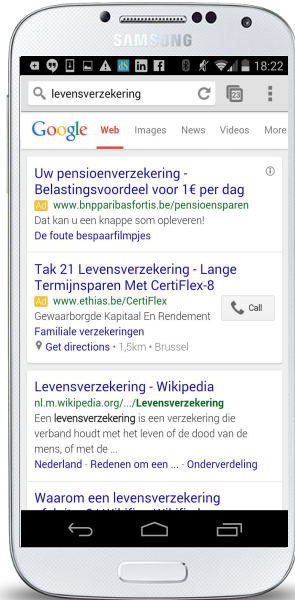 SAMSUNG
18:22
levensverzekering
23
Google Web Images News Videos More
Uw pensioenverzekering -
Belastingsvoordeel voor 1€ per dag
Ad www.bnpparibasfortis.be/pensioensparen
Dat kan u een knappe som opleveren!
De foute bespaarfilmpjes
Tak 21 Levensverzekering - Lange
Termijnsparen Met CertiFlex-8
Ad www.ethias.be/CertiFlex
Gewaarborgde Kapitaal En Rendement
Call
Familiale verzekeringen
Get directions • 1,5km • Brussel
Levensverzekering - Wikipedia
nl.m.wikipedia.org/.../Levensverzekering
Een levensverzekering is een verzekering die
verband houdt met het leven of de dood van de
mens, of met de ...
Nederland - Redenen om een ... - Onderverdeling
Waarom een levensverzekering